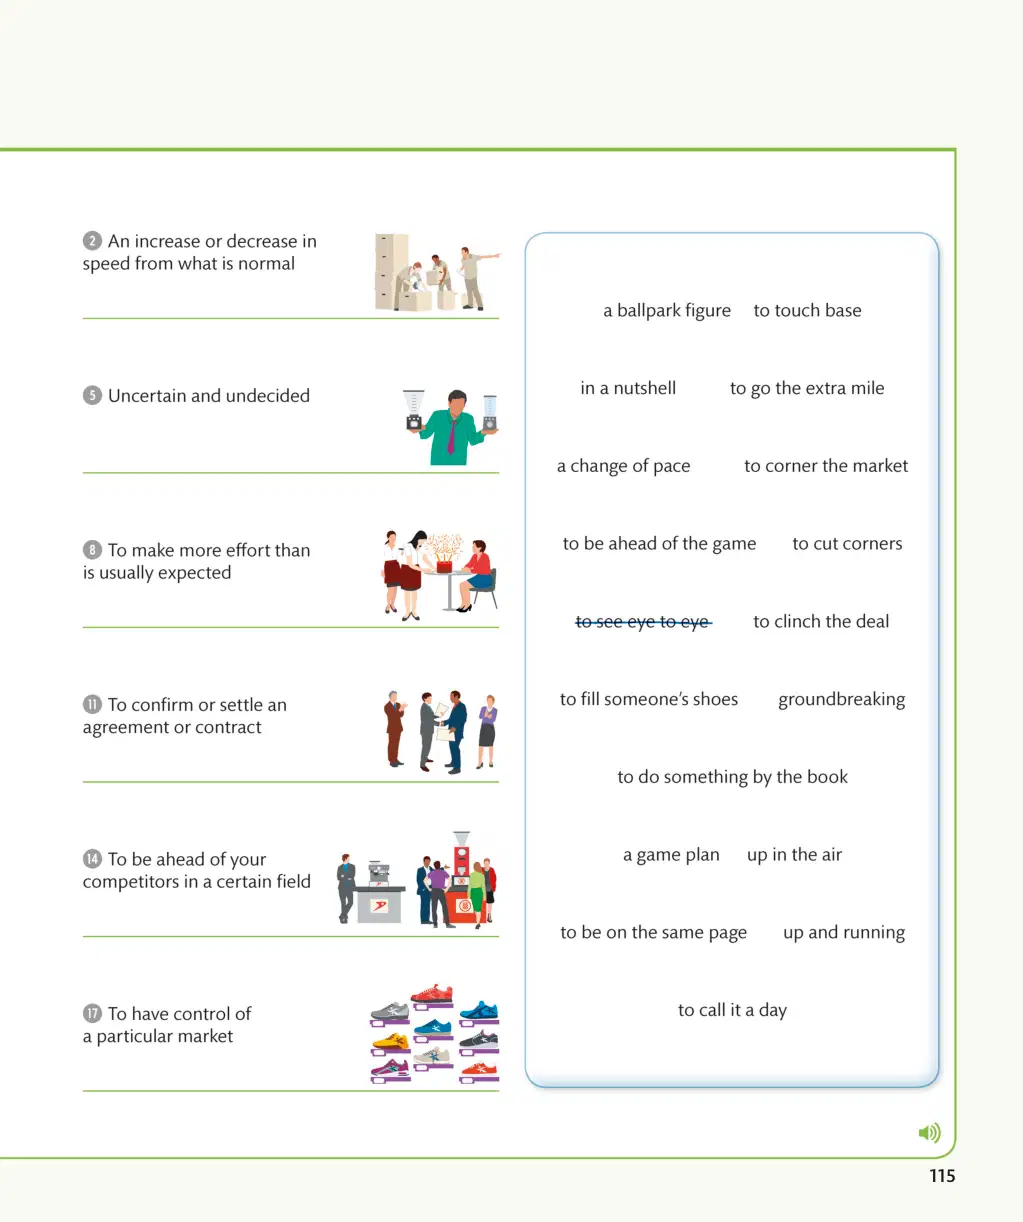 2 An increase or decrease in
speed from what is normal
5 Uncertain and undecided
8 To make more effort than
is usually expected
11 To confirm or settle an
agreement or contract
14 To be ahead of your
competitors in a certain field
17 To have control of
a particular market
a ballpark figure to touch base
in a nutshell to go the extra mile
a change of pace to corner the market
to be ahead of the game to cut corners
to see eye to eye to clinch the deal
to fill someone's shoes groundbreaking
to do something by the book
a game plan up in the air
to be on the same page up and running
to call it a day
115